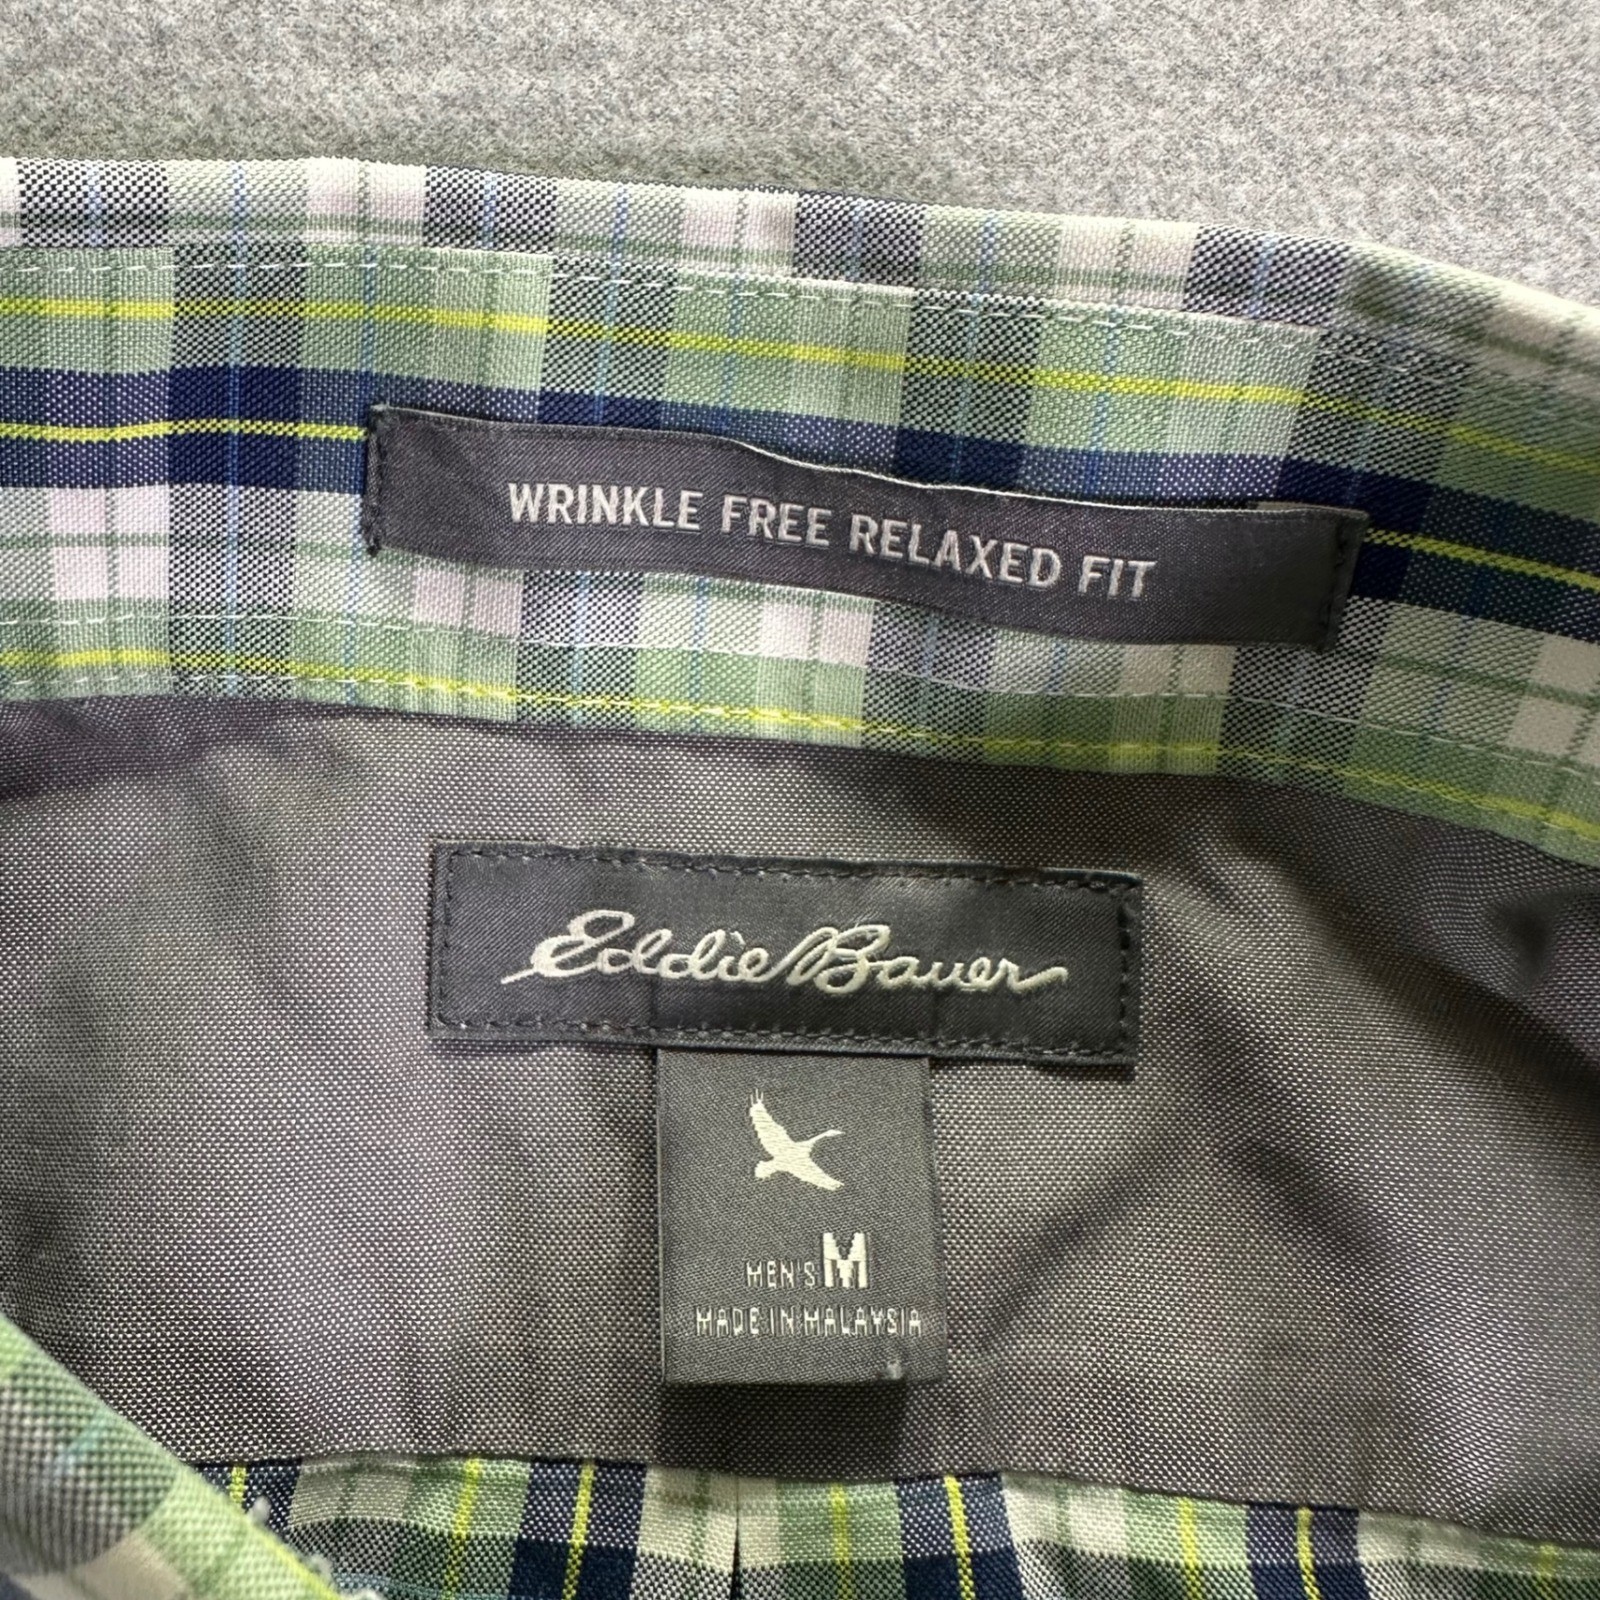 WRINKLE FREE RELAXED FIT
Eddie Bauer
MEN'S M
MADE IN MALAYSIA